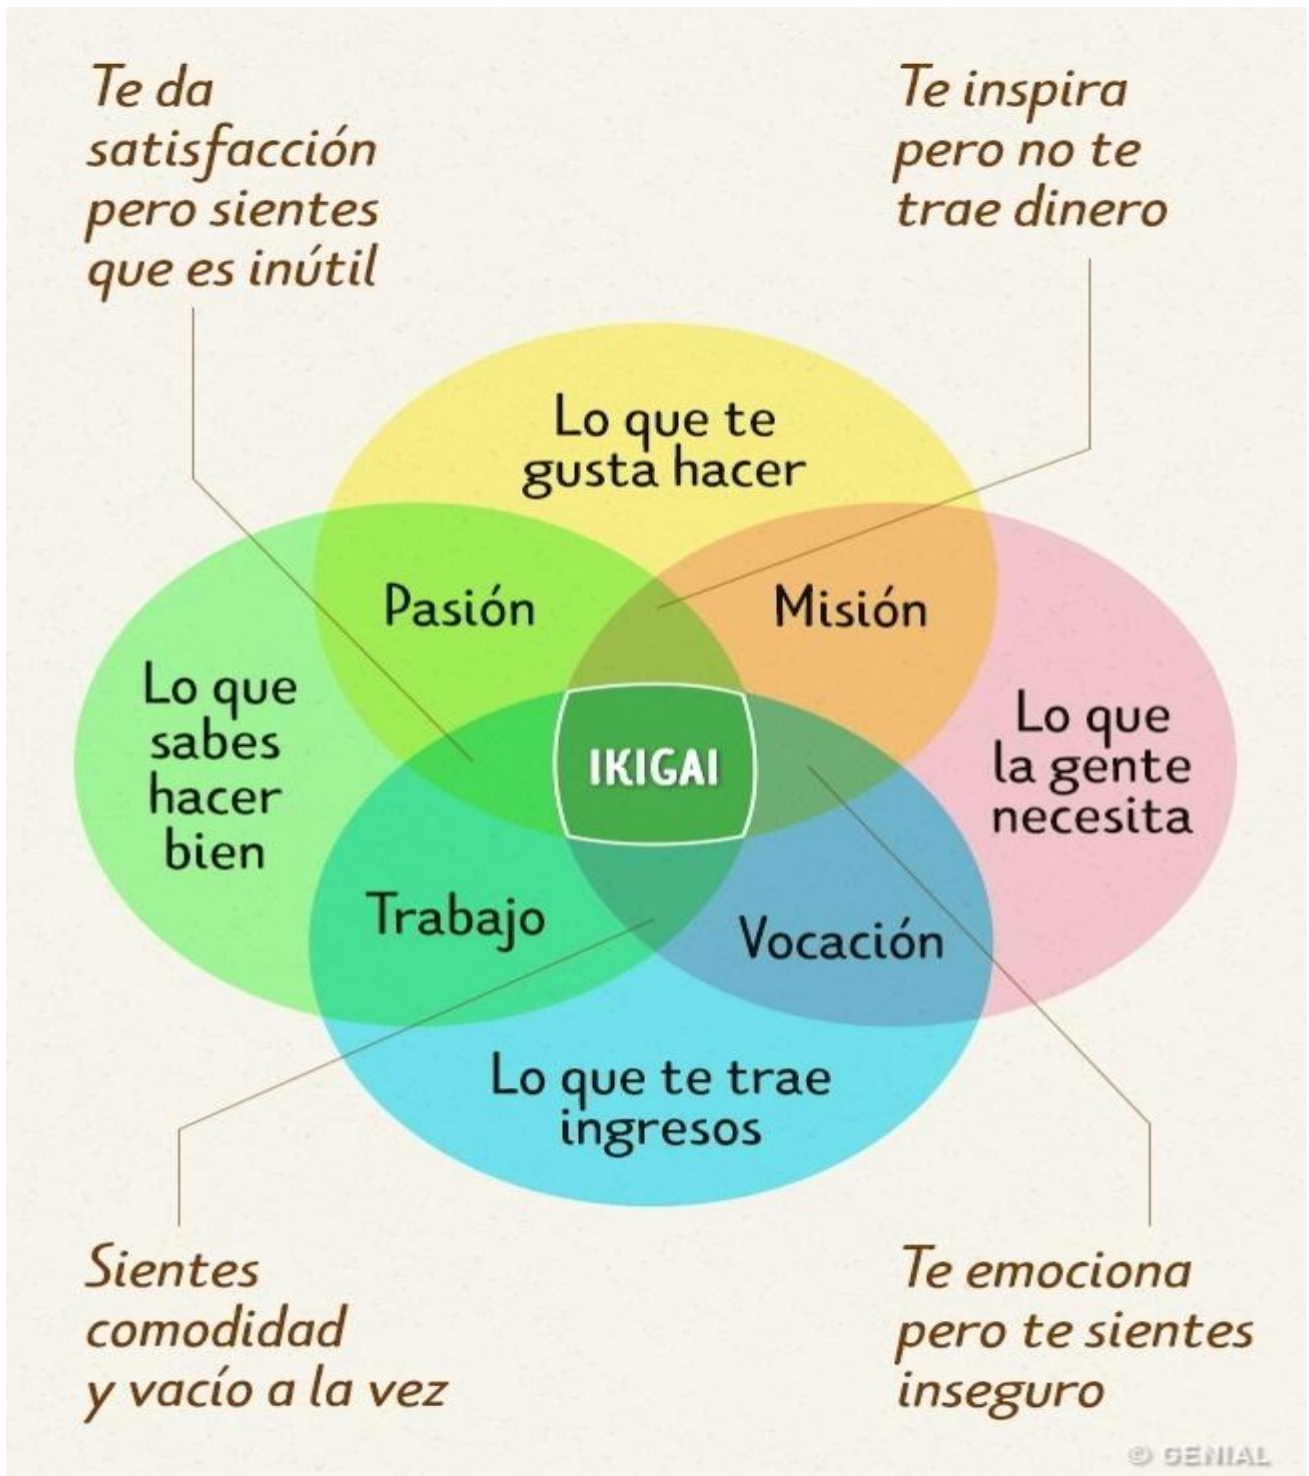 Te da
satisfacción
pero sientes
que es inútil
Te inspira
pero no te
trae dinero
Lo que te
gusta hacer
Pasión
Misión
Lo que
sabes
hacer
bien
IKIGAI
Lo que
la gente
necesita
Trabajo
Vocación
Lo que te trae
ingresos
Sientes
comodidad
y vacío a la vez
Te emociona
pero te sientes
inseguro
© GENIAL